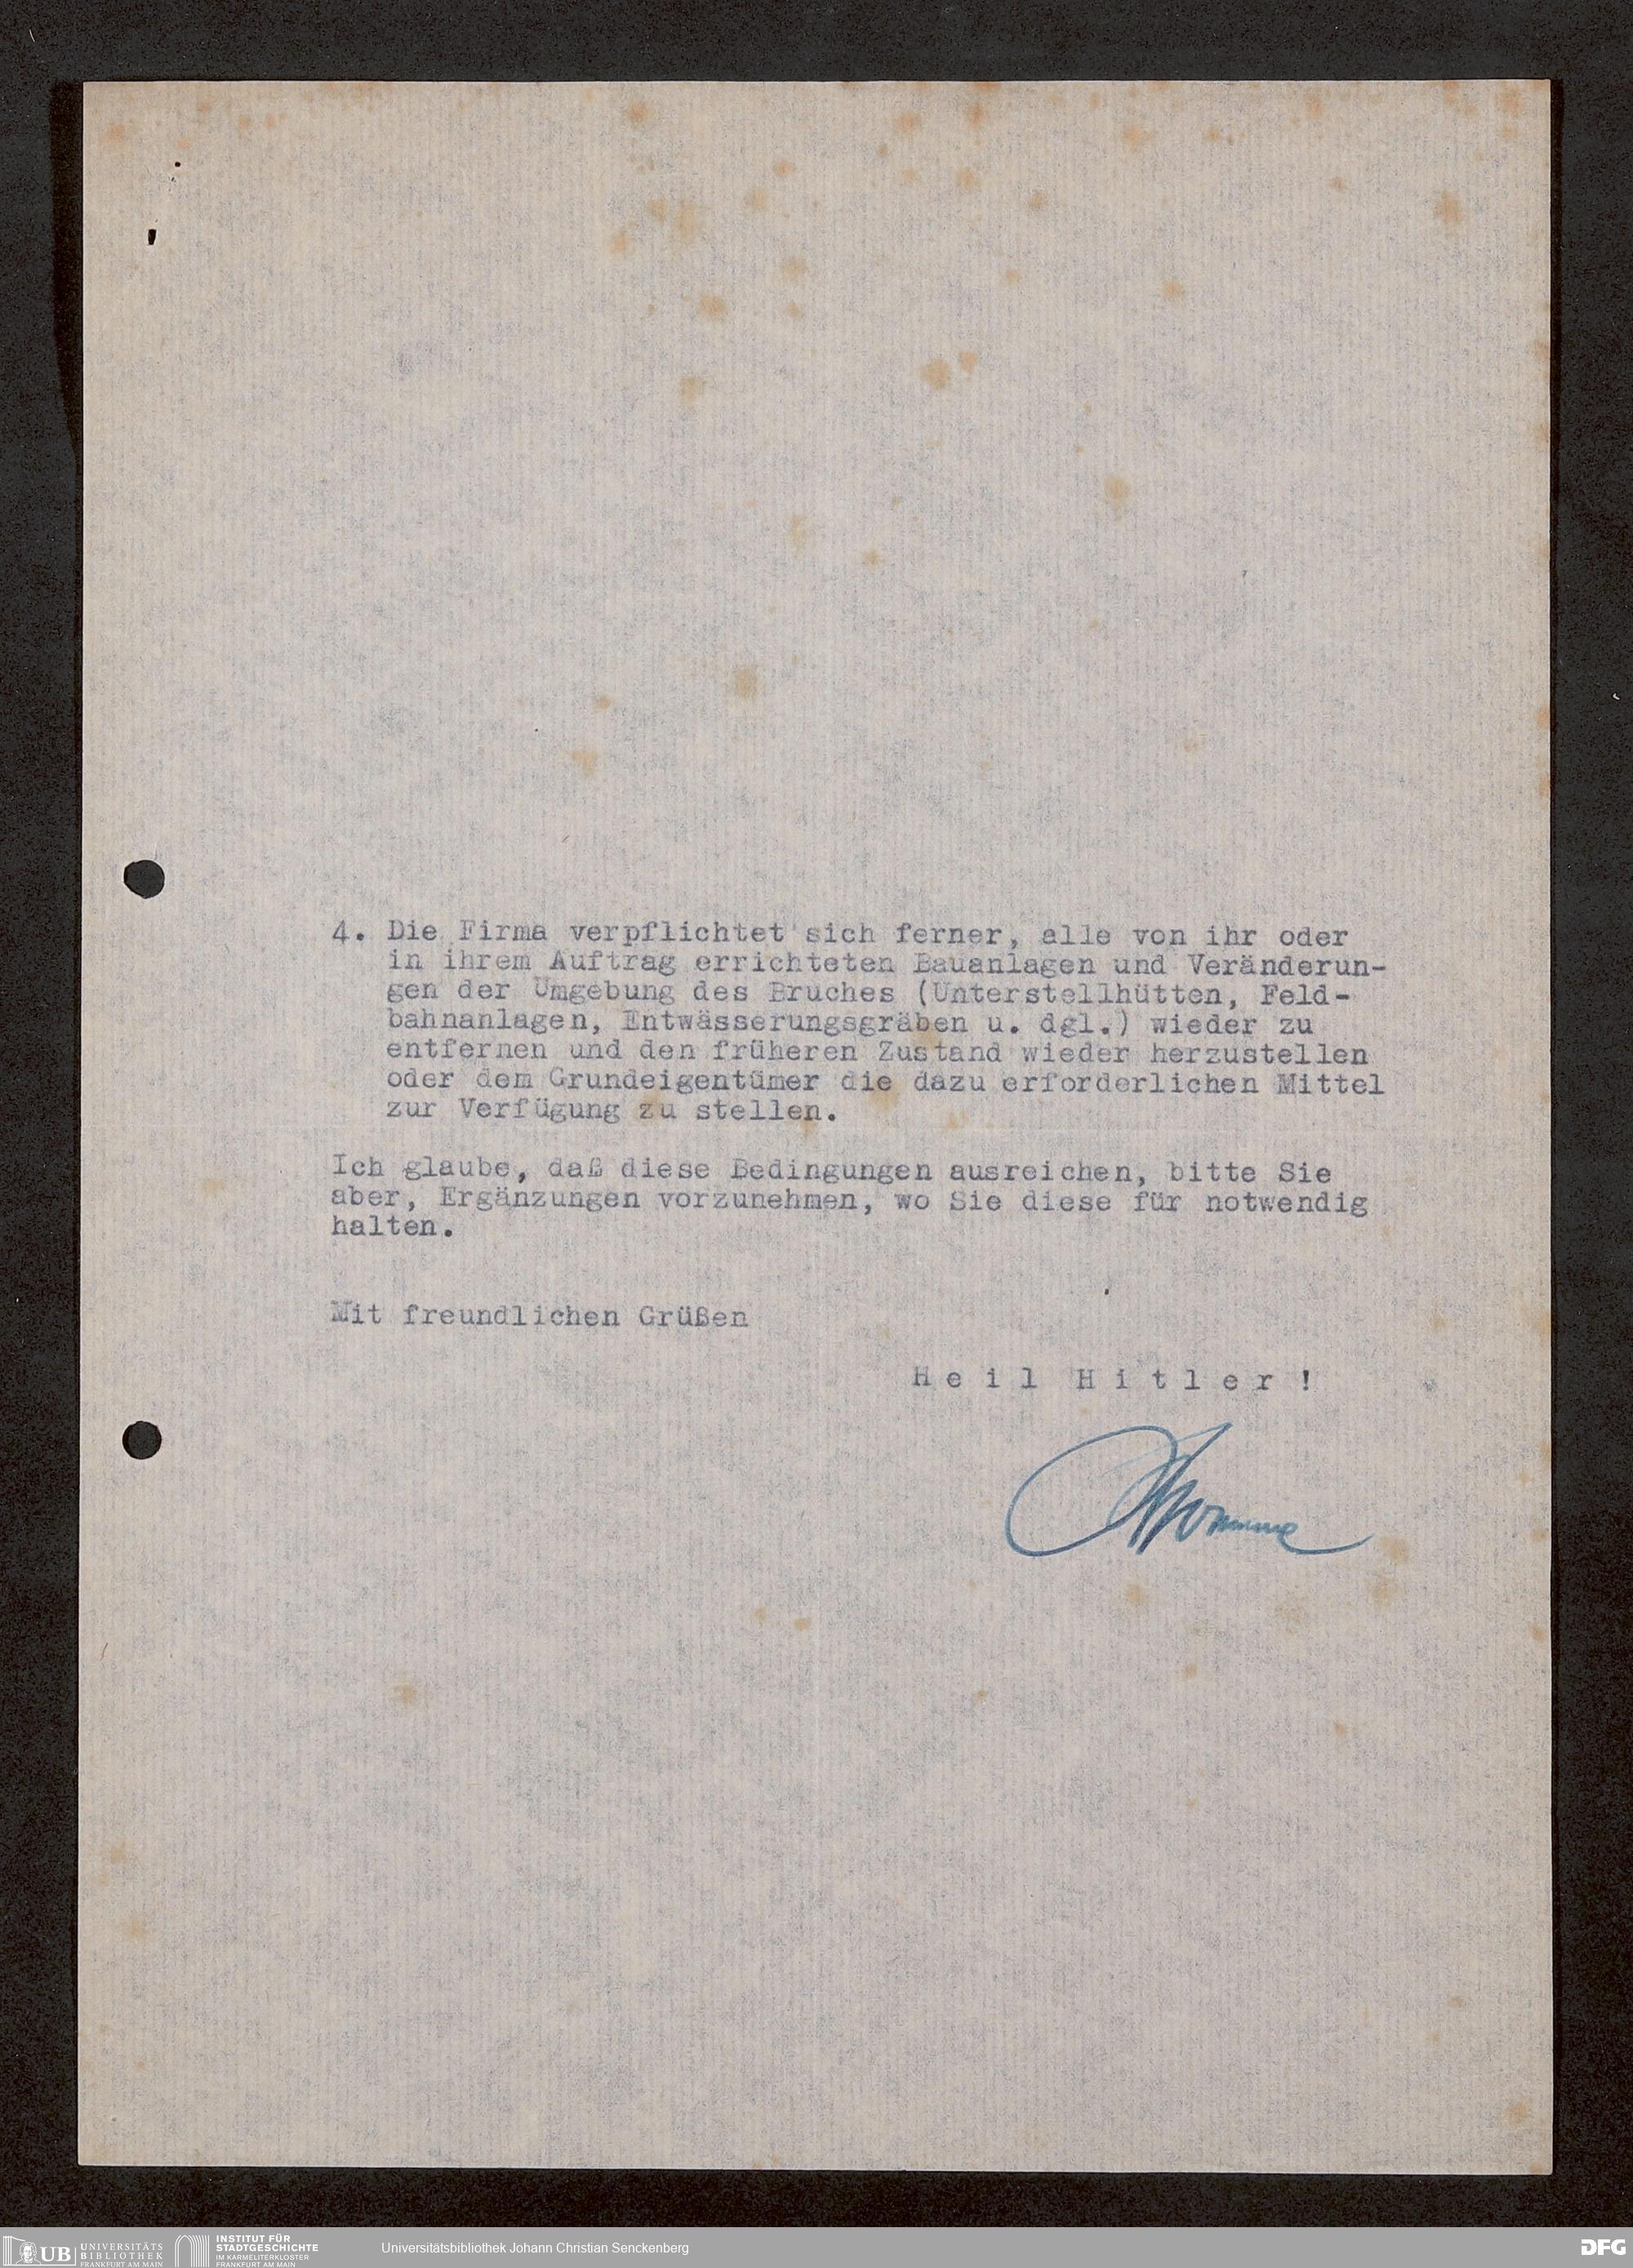 4. Die Firma verpflichtet sich ferner, alle von ihr oder
in ihrem Auftrag errichteten Bauanlagen und Veränderun-
gen der Umgebung des Bruches (Unterstellhütten, Feld-
bahnanlagen, Entwässerungsgräben u. dgl.) wieder zu
entfernen und den früheren Zustand wieder herzustellen
oder dem Grundeigentümer die dazu erforderlichen Mittel
zur Verfügung zu stellen.
Ich glaube, daß diese Bedingungen ausreichen, bitte Sie
aber, Ergänzungen vorzunehmen, wo Sie diese für notwendig
halten.
Mit freundlichen Grüßen
Heil Hitler!
UB UNIVERSITÄTS
BIBLIOTHEK
FRANKFURT AM MAIN
INSTITUT FÜR
STADTGESCHICHTE
IM KARMELITERKLOSTER
FRANKFURT AM MAIN
Universitätsbibliothek Johann Christian Senckenberg
DFG